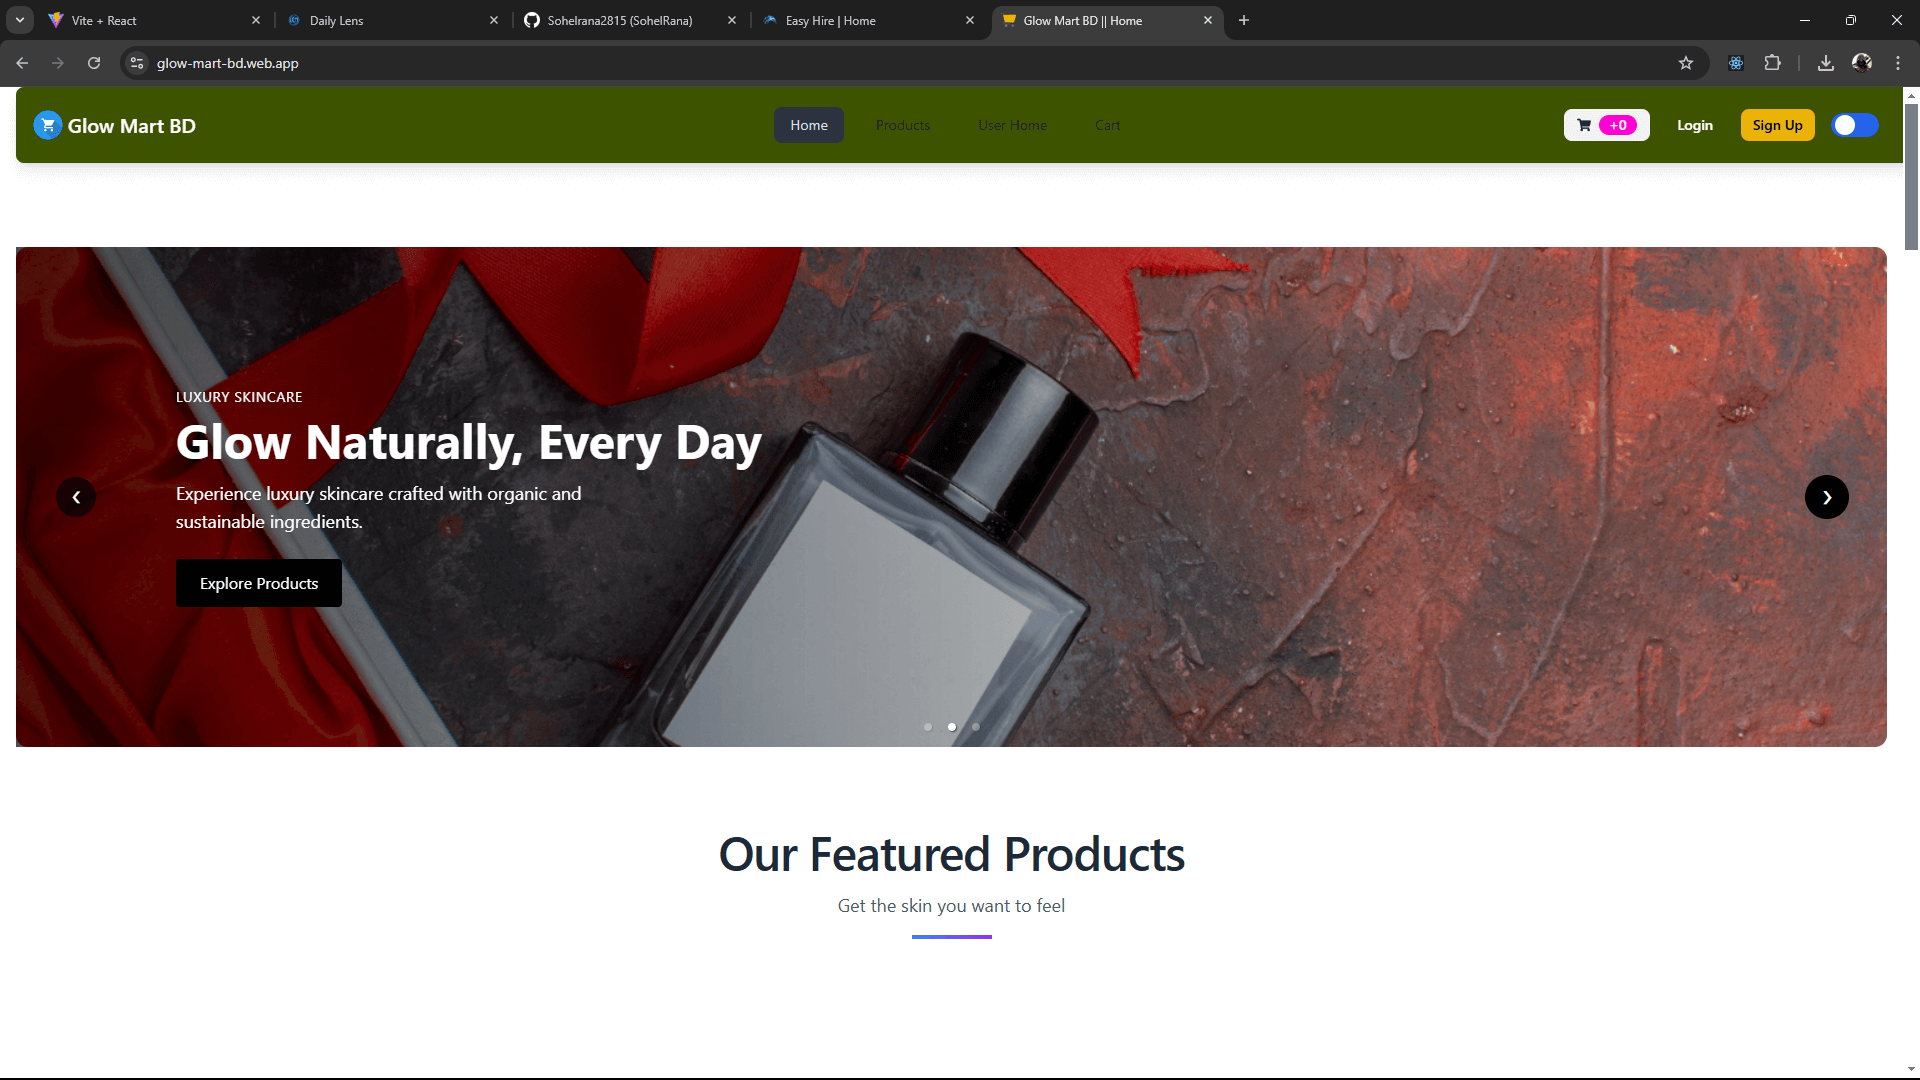 Vite + React
Daily Lens
Sohelrana2815 (SohelRana)
Easy Hire | Home
Glow Mart BD || Home
glow-mart-bd.web.app
Glow Mart BD
Home
Products
User Home
Cart
+0
Login
Sign Up
LUXURY SKINCARE
Glow Naturally, Every Day
Experience luxury skincare crafted with organic and
sustainable ingredients.
Explore Products
Our Featured Products
Get the skin you want to feel